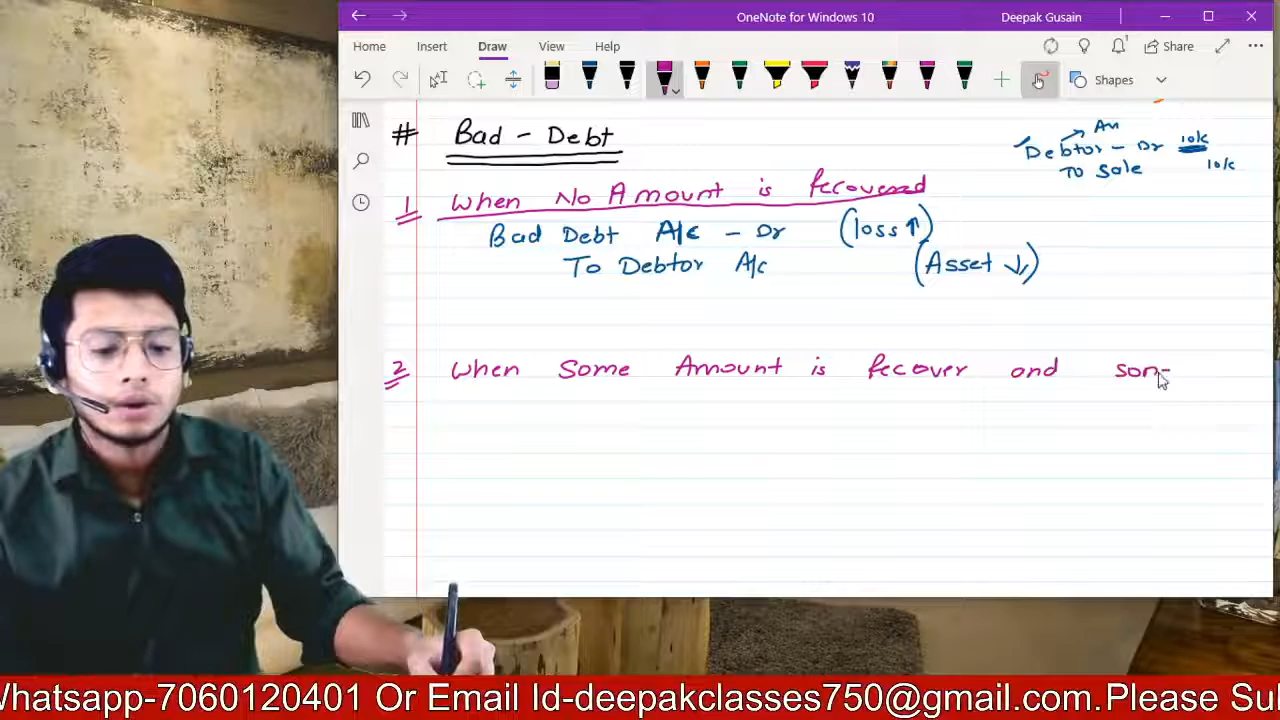 OneNote for Windows 10
Deepak Gusain
Home Insert Draw View Help
Share
Shapes
# Bad - Debt
An
Debtor - Dr 10k
To Sale 10k
1 When No Amount is Recovered
Bad Debt A/c - Dr (loss ↑)
To Debtor A/c (Asset ↓)
2 When Some Amount is Recover and som
Whatsapp-7060120401 Or Email Id-deepakclasses750@gmail.com.Please Su